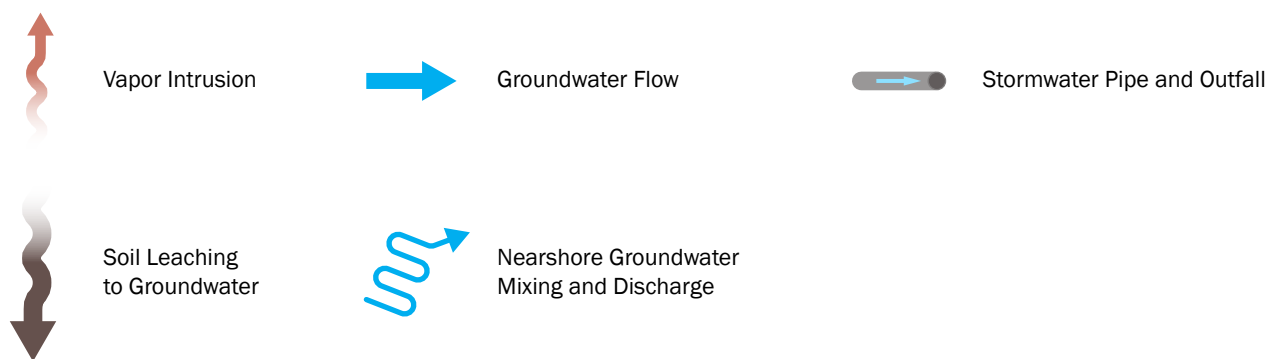 Vapor Intrusion
Groundwater Flow
Stormwater Pipe and Outfall
Soil Leaching
to Groundwater
Nearshore Groundwater
Mixing and Discharge